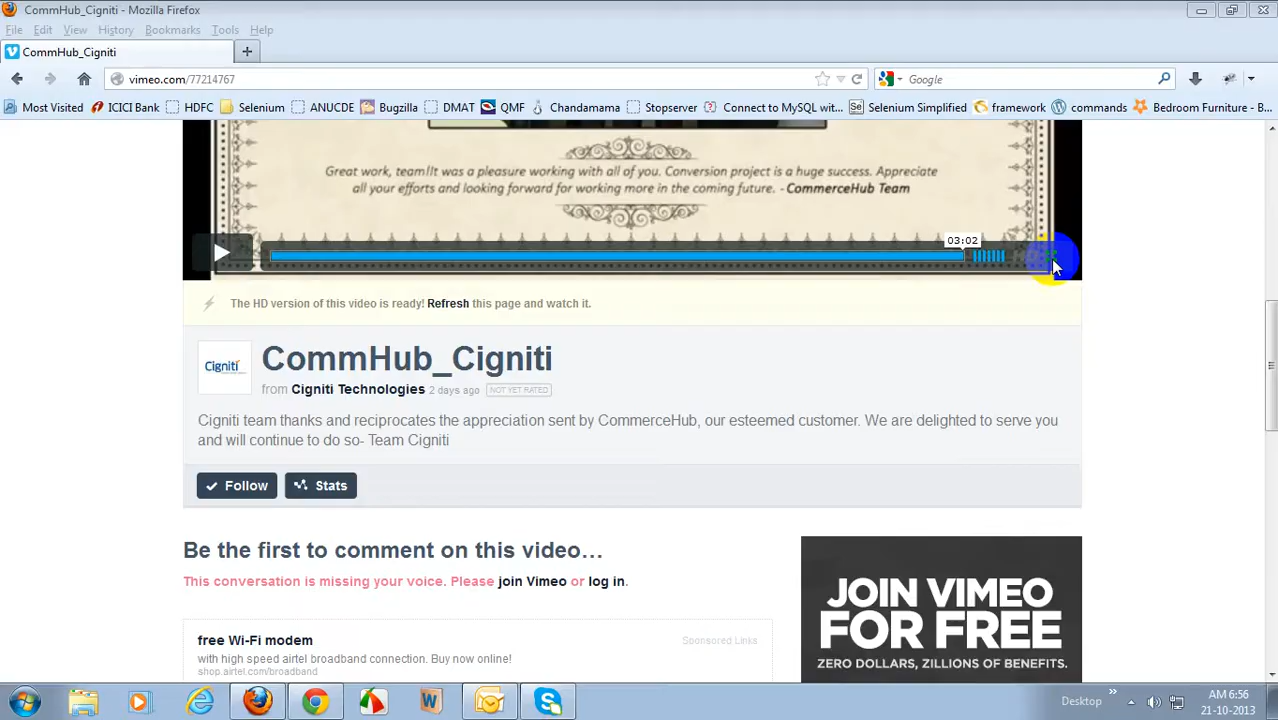 CommHub_Cigniti - Mozilla Firefox
File Edit View History Bookmarks Tools Help
CommHub_Cigniti
vimeo.com/77214767
Google
Most Visited ICICI Bank HDFC Selenium ANUCDE Bugzilla DMAT QMF Chandamama Stopserver Connect to MySQL wit... Selenium Simplified framework commands Bedroom Furniture - B...
Great work, team!!It was a pleasure working with all of you. Conversion project is a huge success. Appreciate
all your efforts and looking forward for working more in the coming future. - CommerceHub Team
03:02
The HD version of this video is ready! Refresh this page and watch it.
Cigniti
CommHub_Cigniti
from Cigniti Technologies 2 days ago NOT YET RATED
Cigniti team thanks and reciprocates the appreciation sent by CommerceHub, our esteemed customer. We are delighted to serve you
and will continue to do so- Team Cigniti
Follow Stats
Be the first to comment on this video...
This conversation is missing your voice. Please join Vimeo or log in.
JOIN VIMEO
FOR FREE
ZERO DOLLARS, ZILLIONS OF BENEFITS.
free Wi-Fi modem
Sponsored Links
with high speed airtel broadband connection. Buy now online!
shop.airtel.com/broadband
Desktop
AM 6:56
21-10-2013